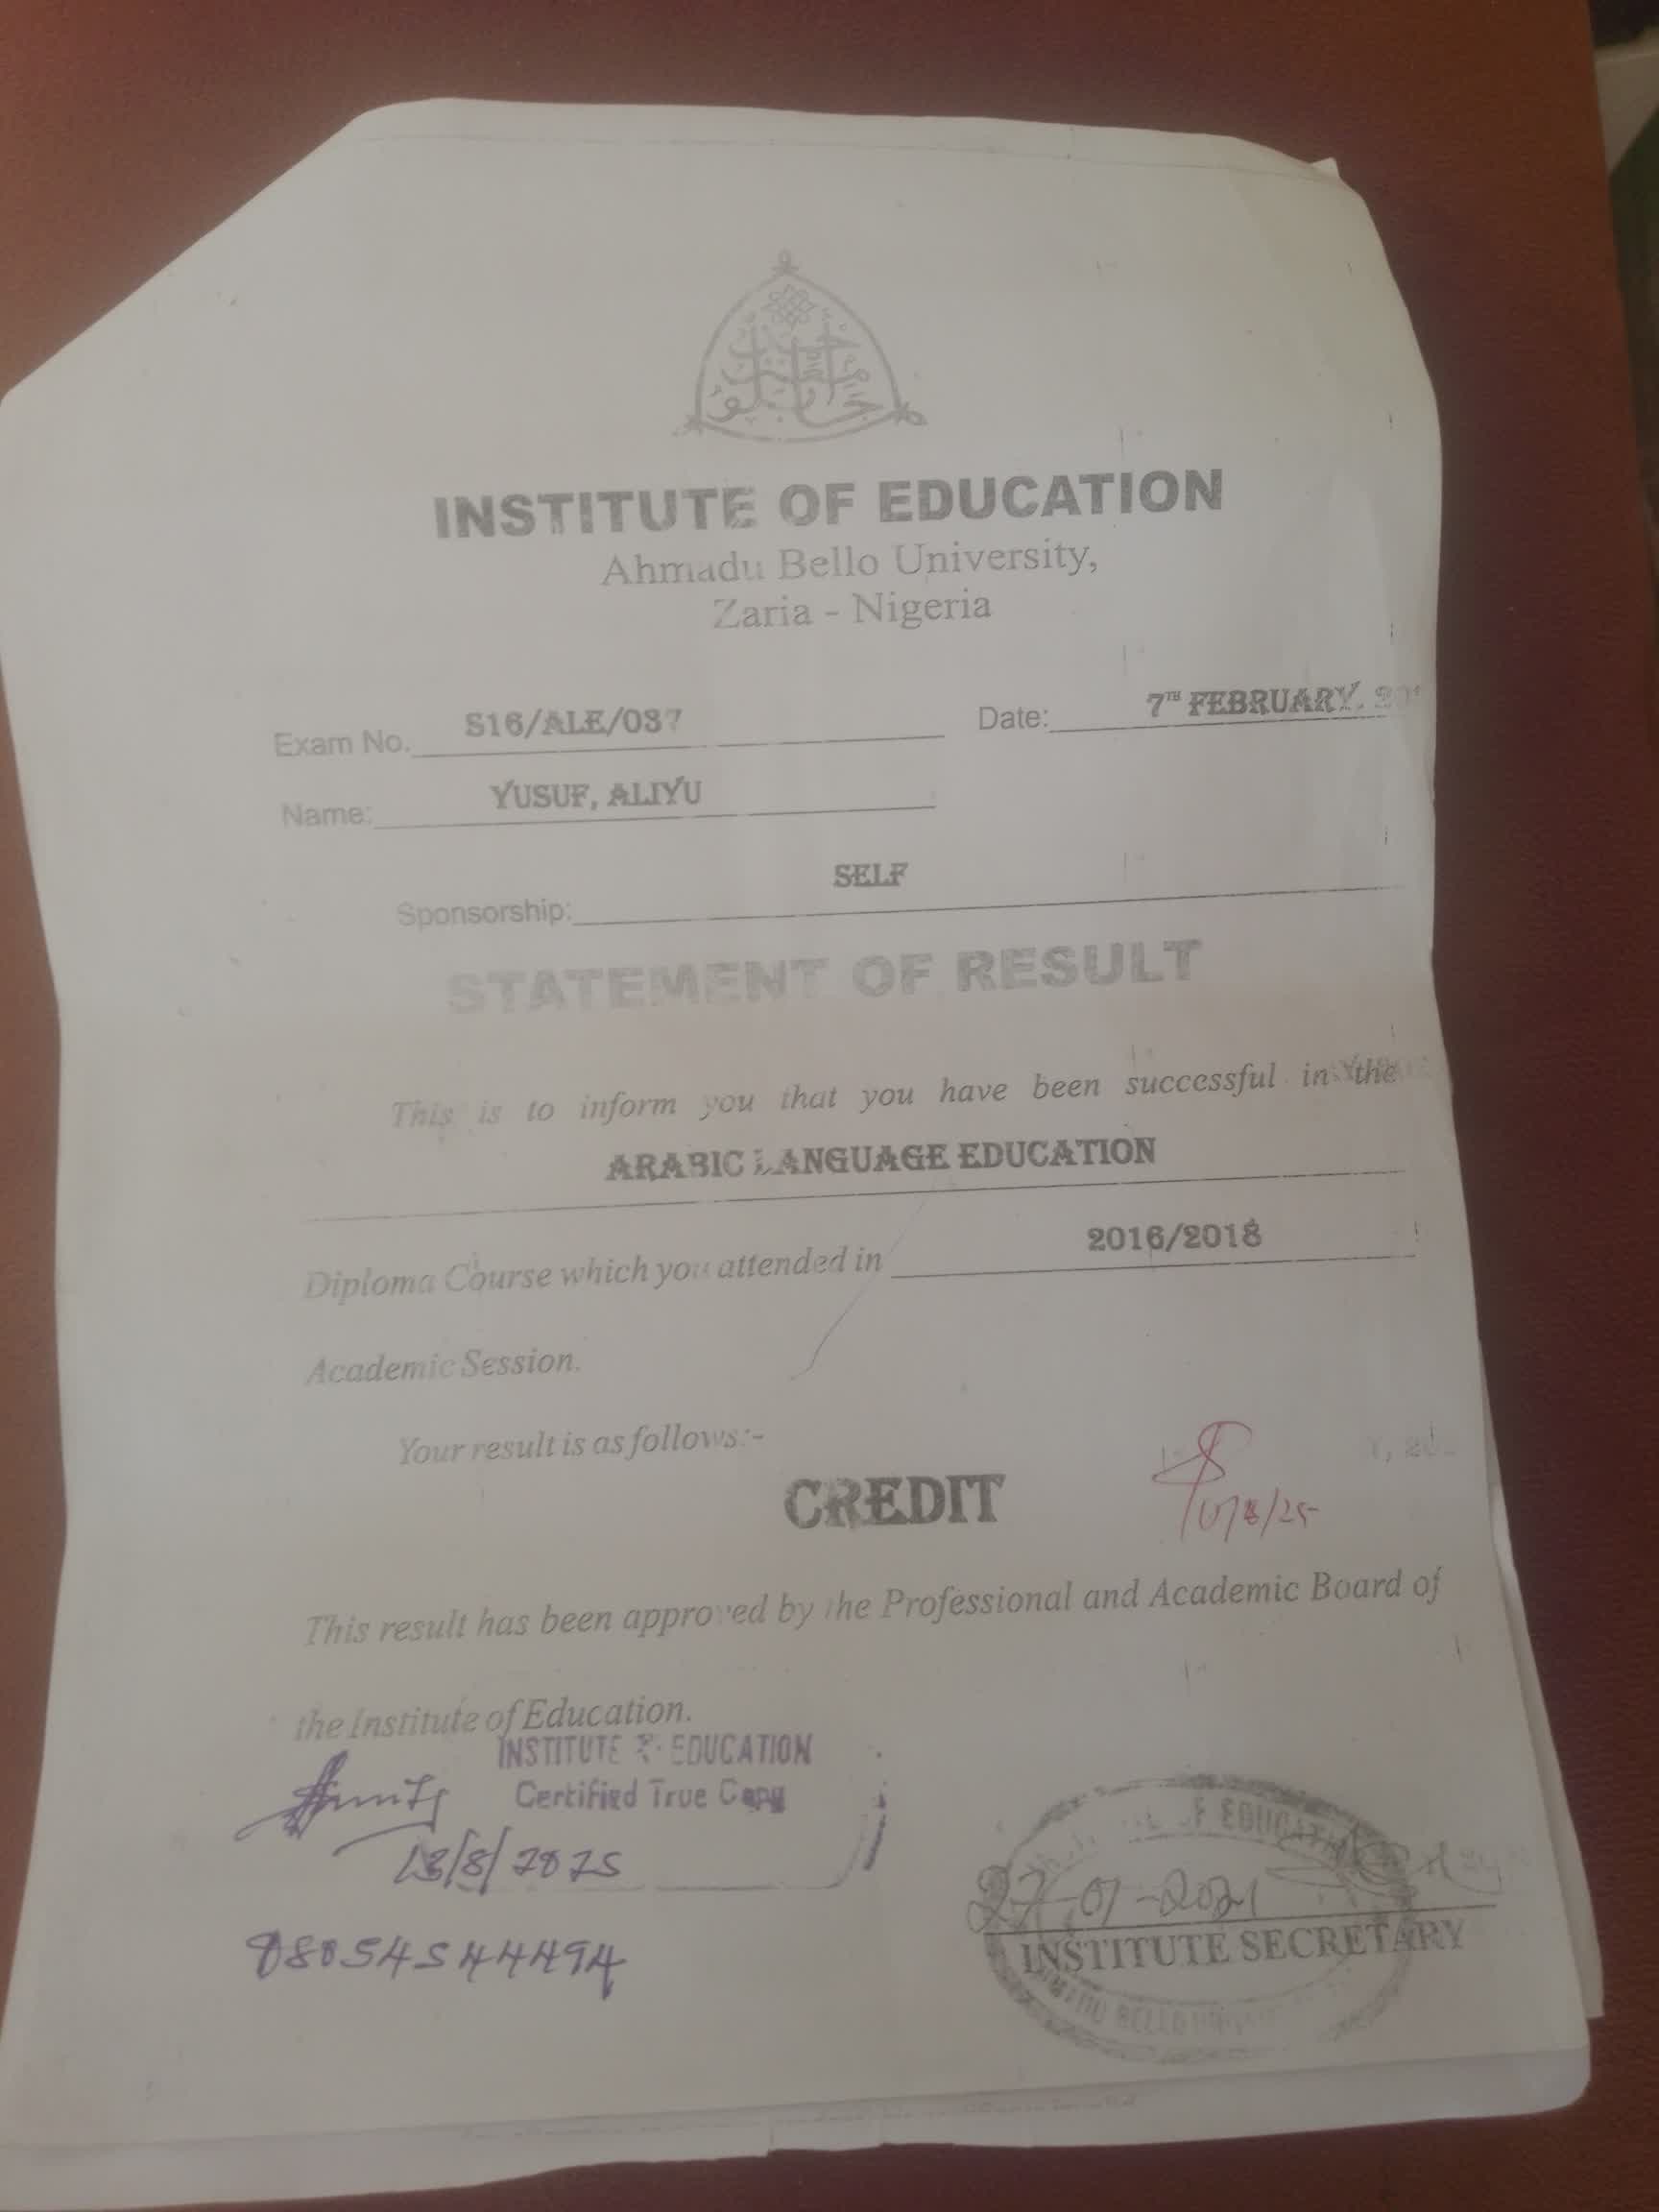 جامعة أحمد بلو
INSTITUTE OF EDUCATION
Ahmadu Bello University,
Zaria - Nigeria
Exam No. S16/ALE/037 Date: 7TH FEBRUARY,
Name: YUSUF, ALIYU
Sponsorship: SELF
STATEMENT OF RESULT
This is to inform you that you have been successful in the
ARABIC LANGUAGE EDUCATION
Diploma Course which you attended in 2016/2018
Academic Session.
Your result is as follows:-
CREDIT
This result has been approved by the Professional and Academic Board of
the Institute of Education.
INSTITUTE EDUCATION
Certified True Copy
13/8/2025
08054544494
27-01-2021
INSTITUTE SECRETARY